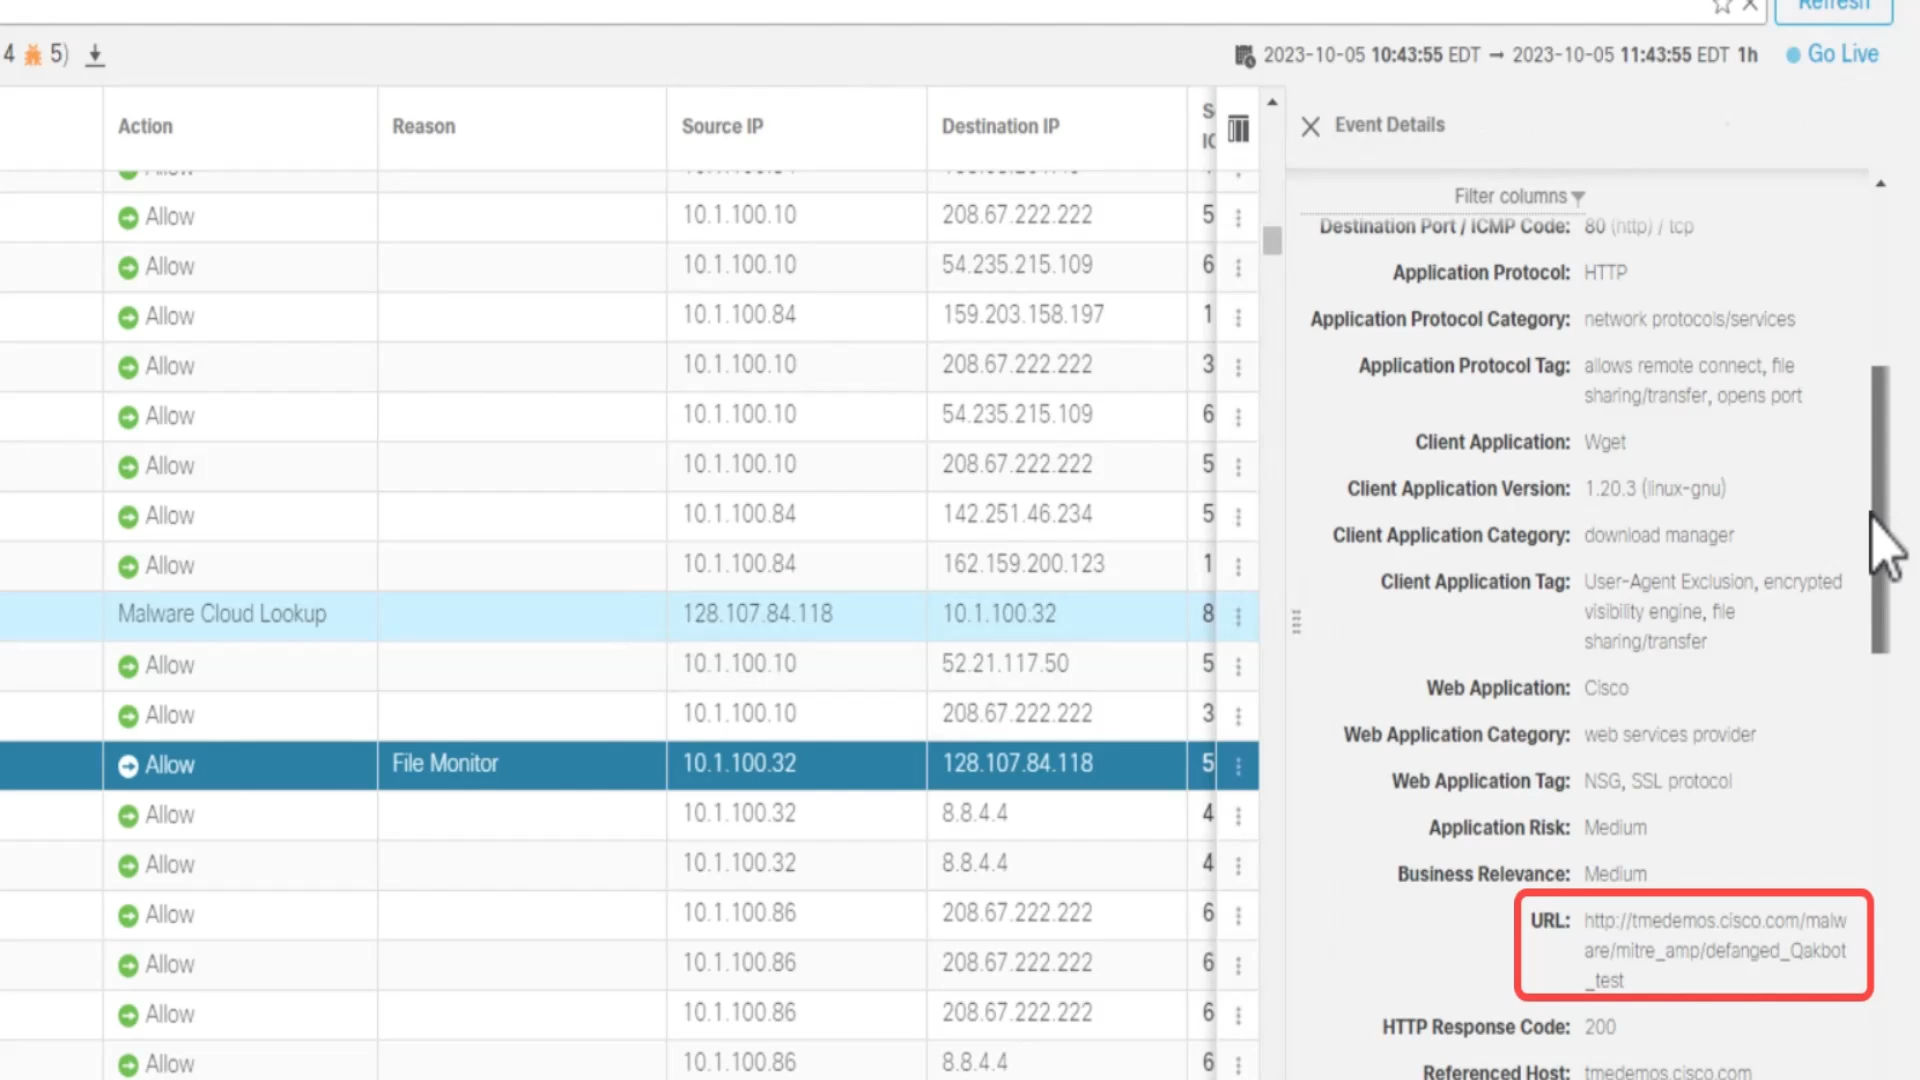 Refresh
4 5)
2023-10-05 10:43:55 EDT → 2023-10-05 11:43:55 EDT 1h
Go Live
Action Reason Source IP Destination IP
Allow 10.1.100.10 208.67.222.222 5
Allow 10.1.100.10 54.235.215.109 6
Allow 10.1.100.84 159.203.158.197 1
Allow 10.1.100.10 208.67.222.222 3
Allow 10.1.100.10 54.235.215.109 6
Allow 10.1.100.10 208.67.222.222 5
Allow 10.1.100.84 142.251.46.234 5
Allow 10.1.100.84 162.159.200.123 1
Malware Cloud Lookup 128.107.84.118 10.1.100.32 8
Allow 10.1.100.10 52.21.117.50 5
Allow 10.1.100.10 208.67.222.222 3
Allow File Monitor 10.1.100.32 128.107.84.118 5
Allow 10.1.100.32 8.8.4.4 4
Allow 10.1.100.32 8.8.4.4 4
Allow 10.1.100.86 208.67.222.222 6
Allow 10.1.100.86 208.67.222.222 6
Allow 10.1.100.86 208.67.222.222 6
Allow 10.1.100.86 8.8.4.4 6
Event Details
Filter columns
Destination Port / ICMP Code: 80 (http) / tcp
Application Protocol: HTTP
Application Protocol Category: network protocols/services
Application Protocol Tag: allows remote connect, file
sharing/transfer, opens port
Client Application: Wget
Client Application Version: 1.20.3 (linux-gnu)
Client Application Category: download manager
Client Application Tag: User-Agent Exclusion, encrypted
visibility engine, file
sharing/transfer
Web Application: Cisco
Web Application Category: web services provider
Web Application Tag: NSG, SSL protocol
Application Risk: Medium
Business Relevance: Medium
URL: http://tmedemos.cisco.com/malw
are/mitre_amp/defanged_Qakbot
_test
HTTP Response Code: 200
Referenced Host: tmedemos.cisco.com